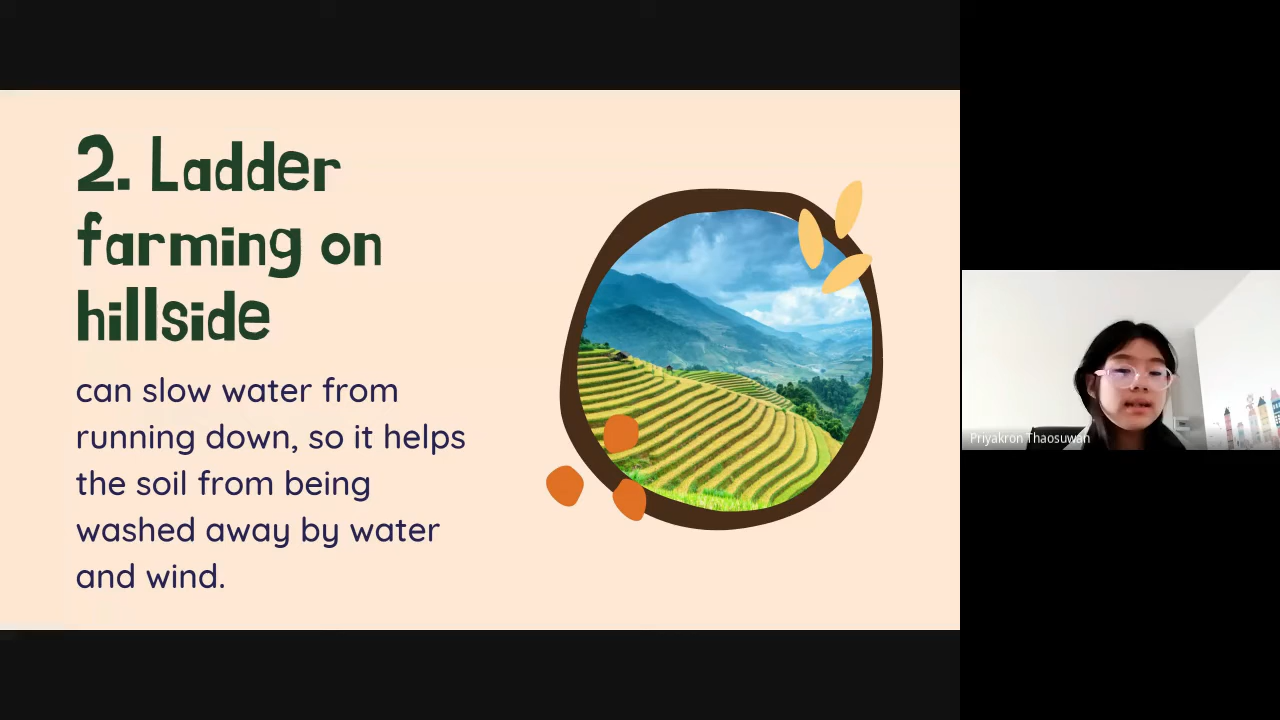 2. Ladder
farming on
hillside
can slow water from
running down, so it helps
the soil from being
washed away by water
and wind.
Priyakron Thaosuwan